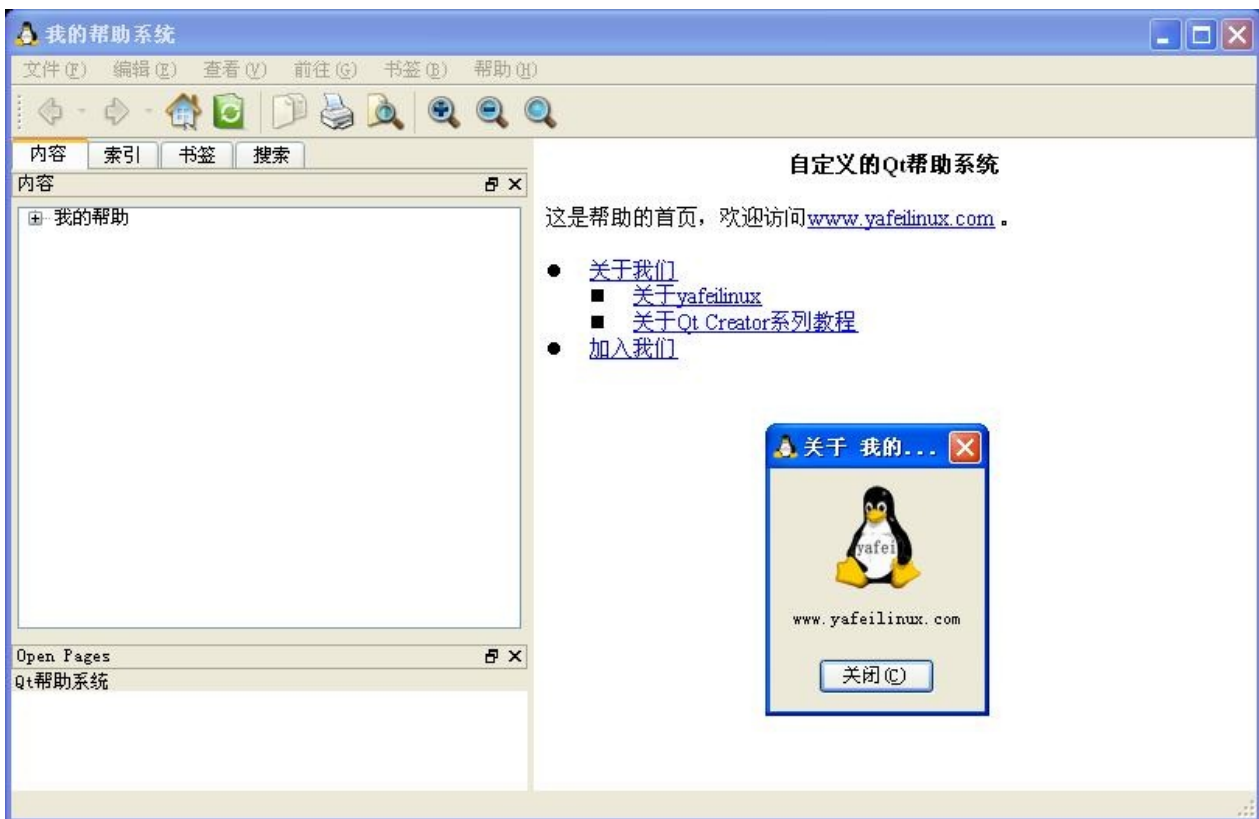 我的帮助系统
文件(F) 编辑(E) 查看(V) 前往(G) 书签(B) 帮助(H)
内容 索引 书签 搜索
内容
我的帮助
Open Pages
Qt帮助系统
自定义的Qt帮助系统
这是帮助的首页，欢迎访问www.yafeilinux.com 。
关于我们
关于yafeilinux
关于Qt Creator系列教程
加入我们
关于 我的...
yafei
www.yafeilinux.com
关闭(C)